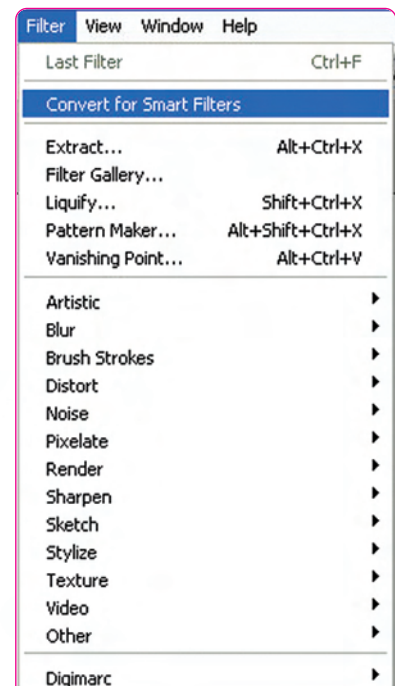 Filter View Window Help
Last Filter Ctrl+F
Convert for Smart Filters
Extract... Alt+Ctrl+X
Filter Gallery...
Liquify... Shift+Ctrl+X
Pattern Maker... Alt+Shift+Ctrl+X
Vanishing Point... Alt+Ctrl+V
Artistic
Blur
Brush Strokes
Distort
Noise
Pixelate
Render
Sharpen
Sketch
Stylize
Texture
Video
Other
Digimarc